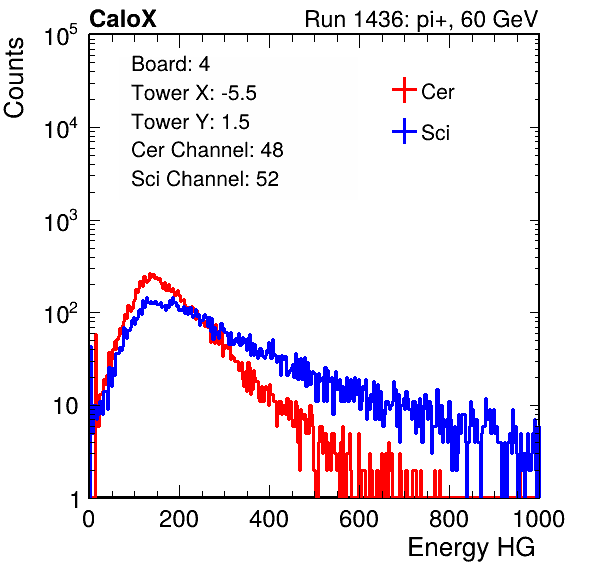 CaloX Run 1436: pi+, 60 GeV
Counts
Board: 4
Tower X: -5.5
Tower Y: 1.5
Cer Channel: 48
Sci Channel: 52
Cer
Sci
10^5
10^4
10^3
10^2
10
1
0 200 400 600 800 1000
Energy HG